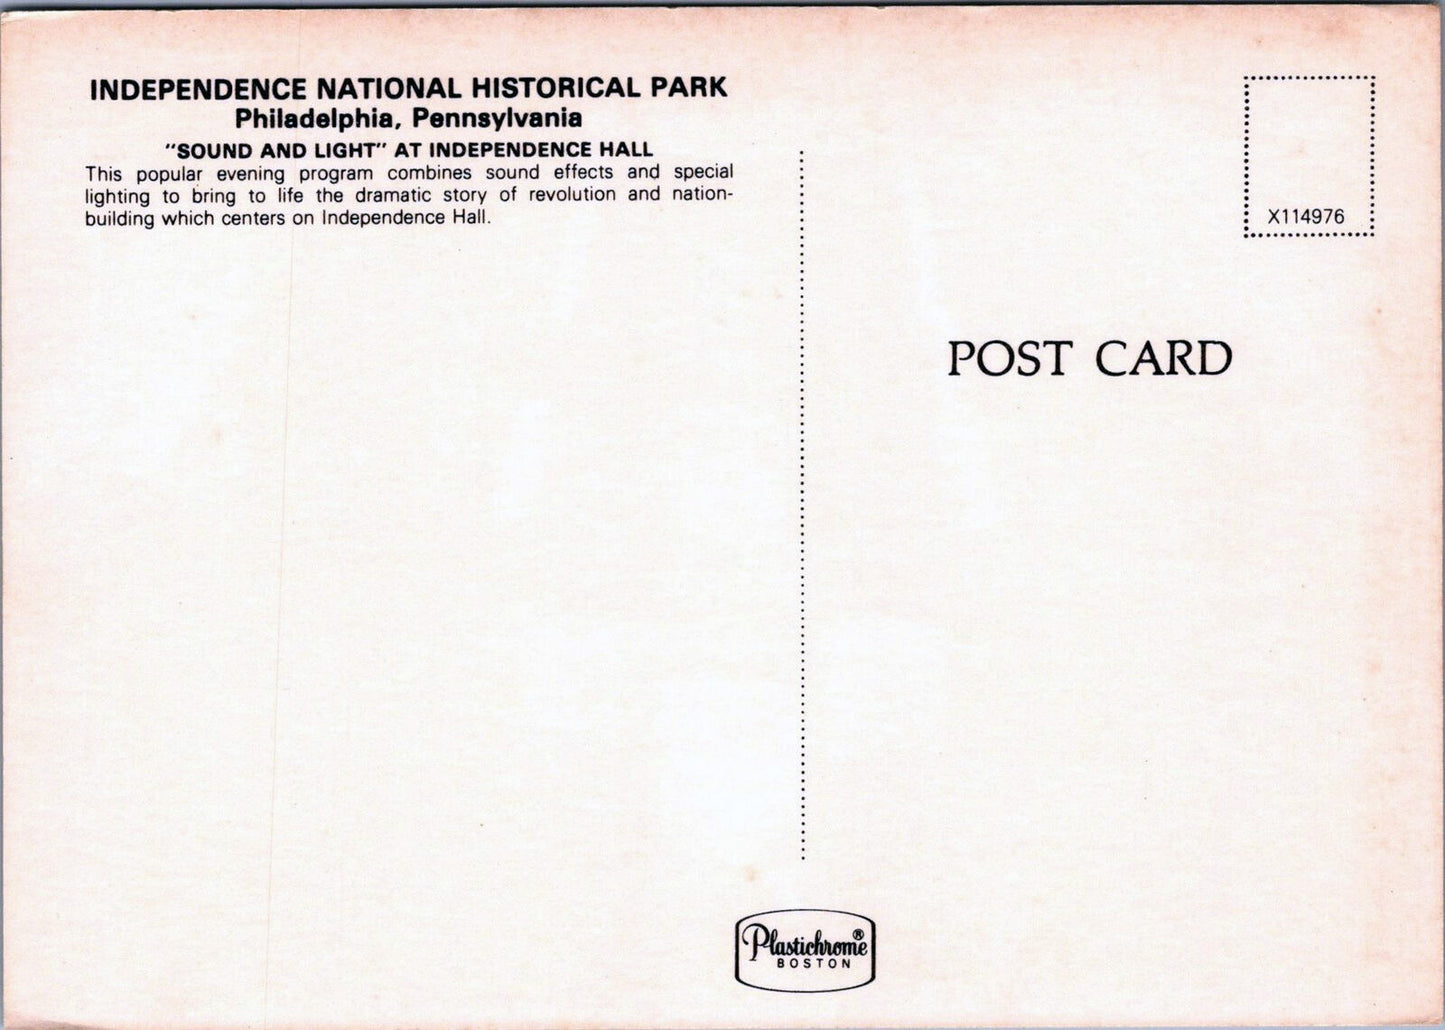 INDEPENDENCE NATIONAL HISTORICAL PARK
Philadelphia, Pennsylvania
"SOUND AND LIGHT" AT INDEPENDENCE HALL
This popular evening program combines sound effects and special
lighting to bring to life the dramatic story of revolution and nation-
building which centers on Independence Hall.
X114976
POST CARD
Plastichrome®
BOSTON